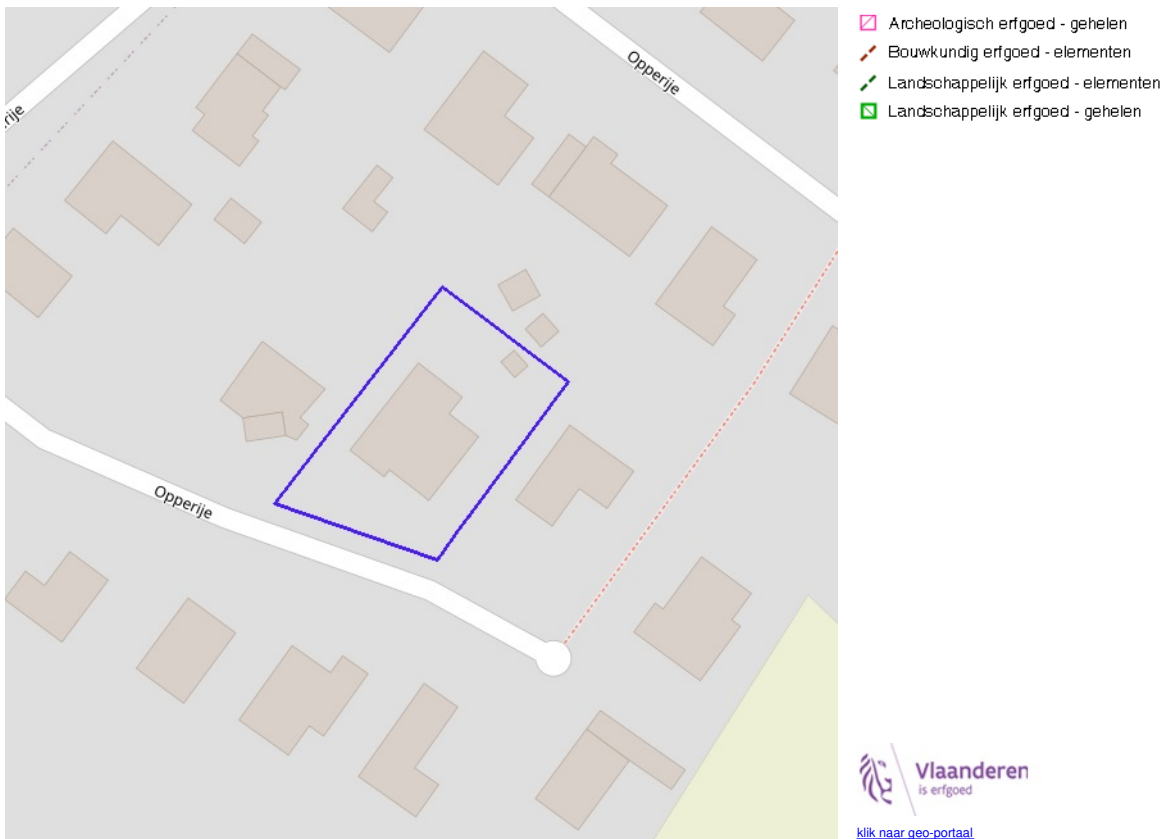 Archeologisch erfgoed - gehelen
Bouwkundig erfgoed - elementen
Landschappelijk erfgoed - elementen
Landschappelijk erfgoed - gehelen
Opperije
rije
Opperije
Vlaanderen
is erfgoed
klik naar geo-portaal